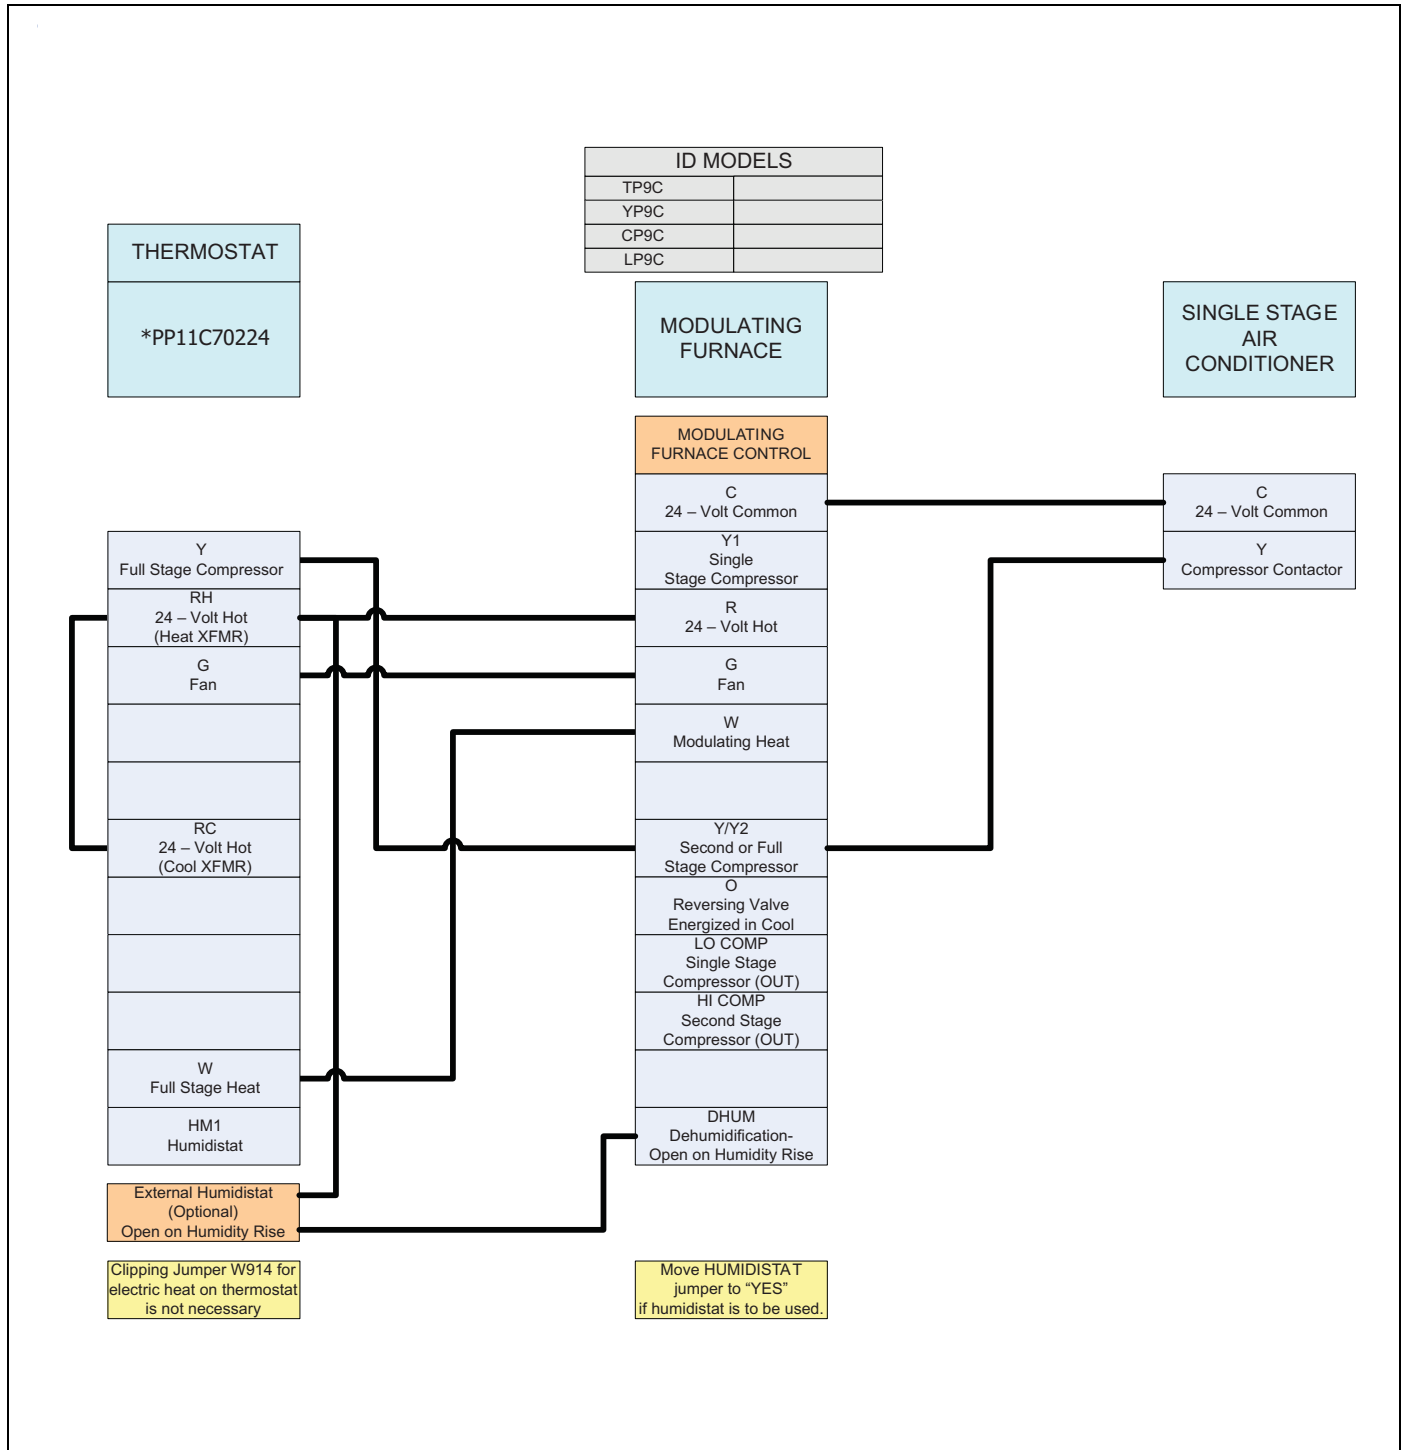 ID MODELS
TP9C
YP9C
CP9C
LP9C
THERMOSTAT
*PP11C70224
MODULATING
FURNACE
SINGLE STAGE
AIR
CONDITIONER
MODULATING
FURNACE CONTROL
C
24 – Volt Common
Y1
Single
Stage Compressor
R
24 – Volt Hot
G
Fan
W
Modulating Heat
Y/Y2
Second or Full
Stage Compressor
O
Reversing Valve
Energized in Cool
LO COMP
Single Stage
Compressor (OUT)
HI COMP
Second Stage
Compressor (OUT)
DHUM
Dehumidification-
Open on Humidity Rise
C
24 – Volt Common
Y
Compressor Contactor
Y
Full Stage Compressor
RH
24 – Volt Hot
(Heat XFMR)
G
Fan
RC
24 – Volt Hot
(Cool XFMR)
W
Full Stage Heat
HM1
Humidistat
External Humidistat
(Optional)
Open on Humidity Rise
Clipping Jumper W914 for
electric heat on thermostat
is not necessary
Move HUMIDISTAT
jumper to “YES”
if humidistat is to be used.